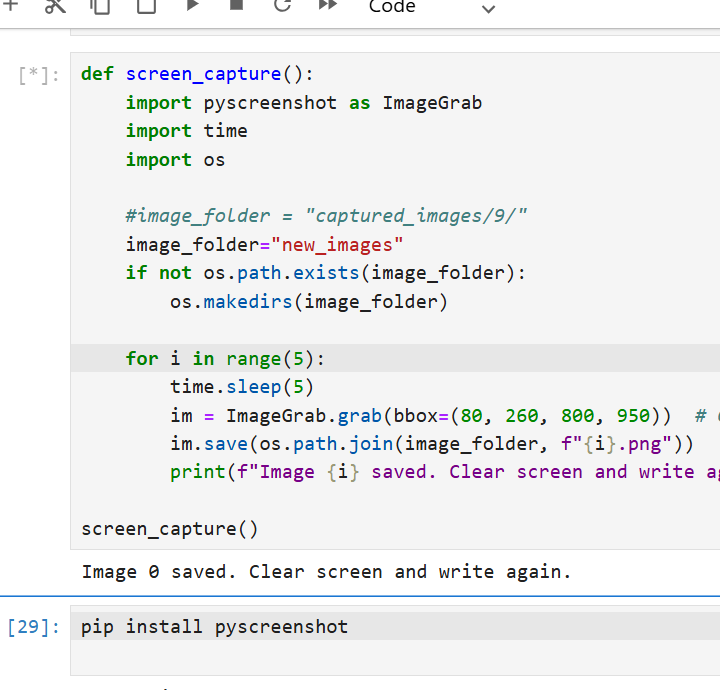 Code
[*]:
def screen_capture():
    import pyscreenshot as ImageGrab
    import time
    import os
    #image_folder = "captured_images/9/"
    image_folder="new_images"
    if not os.path.exists(image_folder):
        os.makedirs(image_folder)
    for i in range(5):
        time.sleep(5)
        im = ImageGrab.grab(bbox=(80, 260, 800, 950))  #
        im.save(os.path.join(image_folder, f"{i}.png"))
        print(f"Image {i} saved. Clear screen and write
screen_capture()
Image 0 saved. Clear screen and write again.
[29]:
pip install pyscreenshot